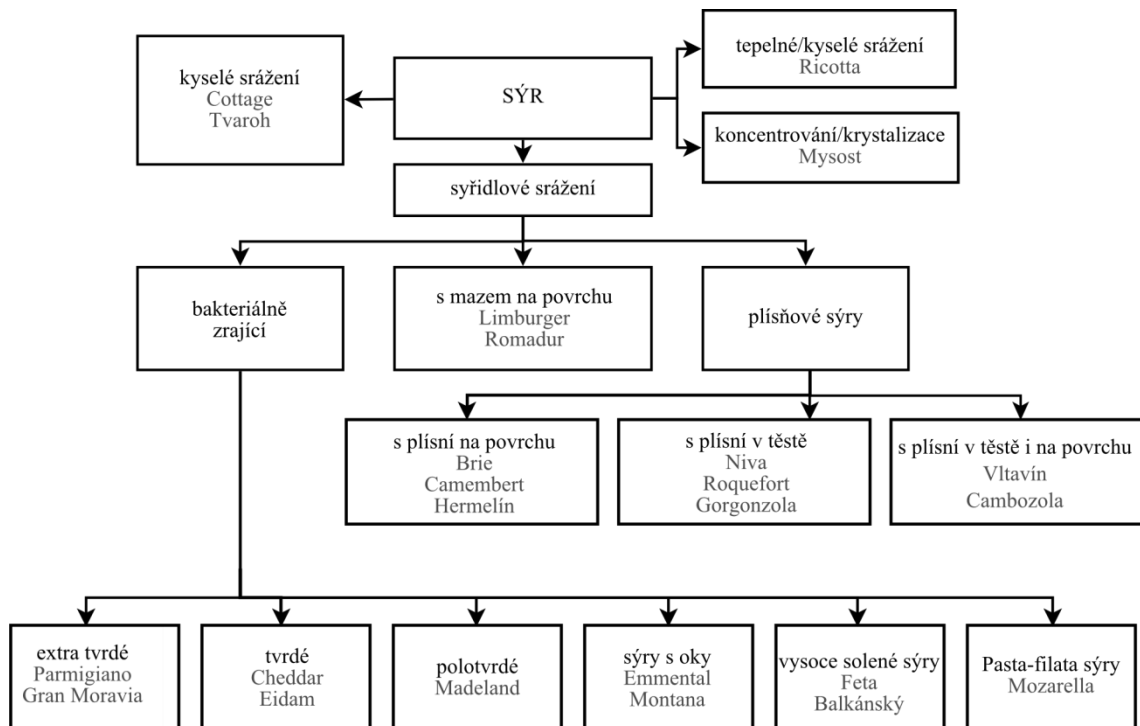 kyselé srážení
Cottage
Tvaroh
SÝR
tepelné/kyselé srážení
Ricotta
koncentrování/krystalizace
Mysost
syřidlové srážení
bakteriálně
zrající
s mazem na povrchu
Limburger
Romadur
plísňové sýry
s plísní na povrchu
Brie
Camembert
Hermelín
s plísní v těstě
Niva
Roquefort
Gorgonzola
s plísní v těstě i na povrchu
Vltavín
Cambozola
extra tvrdé
Parmigiano
Gran Moravia
tvrdé
Cheddar
Eidam
polotvrdé
Madeland
sýry s oky
Emmental
Montana
vysoce solené sýry
Feta
Balkánský
Pasta-filata sýry
Mozarella